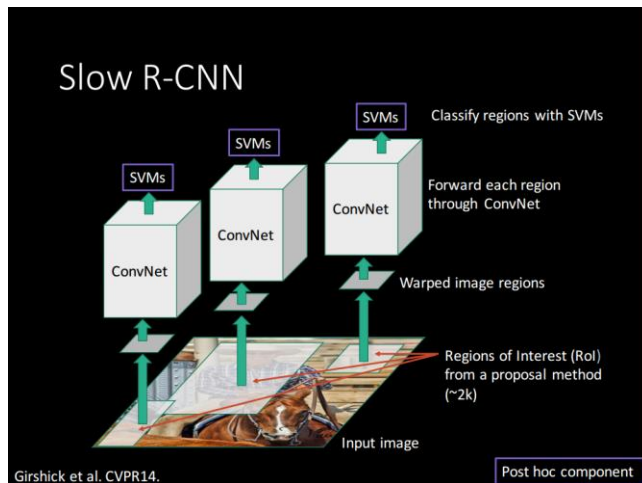 Slow R-CNN
SVMs
SVMs
SVMs
Classify regions with SVMs
ConvNet
ConvNet
ConvNet
Forward each region
through ConvNet
Warped image regions
Regions of Interest (RoI)
from a proposal method
(~2k)
Input image
Girshick et al. CVPR14.
Post hoc component